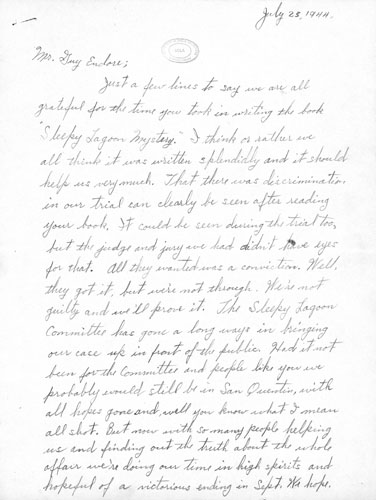 July 25, 1944.
Mr. Guy Endore;
Just a few lines to say we are all
grateful for the time you took in writing the book
"Sleepy Lagoon Mystery." I think or rather we
all think it was written splendidly and it should
help us very much. That there was discrimination
in our trial can clearly be seen after reading
your book. It could be seen during the trial too,
but the judge and jury we had didn't have eyes
for that. All they wanted was a conviction. Well,
they got it, but we're not through. We're not
guilty and we'll prove it. The Sleepy Lagoon
Committee has gone a long ways in bringing
our case up in front of the public. Had it not
been for the Committee and people like you we
probably would still be in San Quentin, with
all hopes gone and, well you know what I mean
all shot. But now with so many people helping
us and finding out the truth about the whole
affair we're doing our time in high spirits and
hopeful of a victorious ending in Sept. We hope.